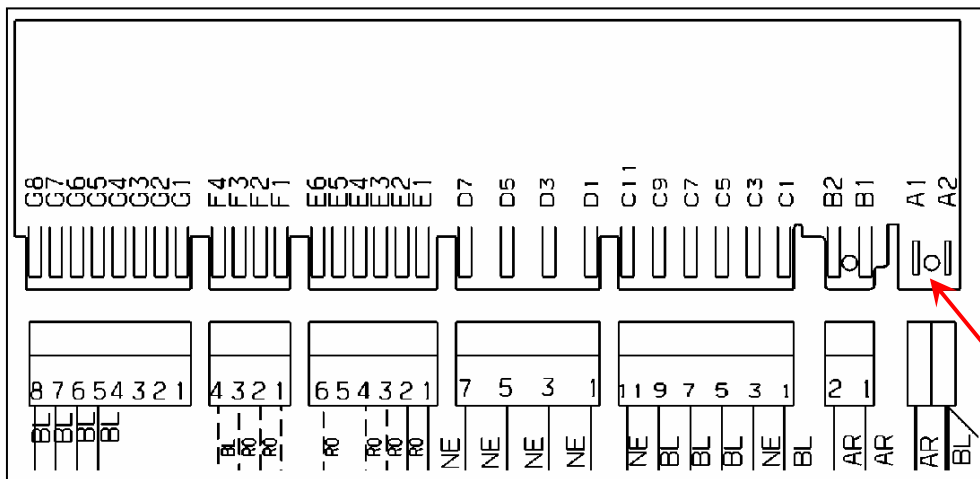 G8 G7 G6 G5 G4 G3 G2 G1 F4 F3 F2 F1 E6 E5 E4 E3 E2 E1 D7 D5 D3 D1 C11 C9 C7 C5 C3 C1 B2 B1 A1 A2
8 7 6 5 4 3 2 1 4 3 2 1 6 5 4 3 2 1 7 5 3 1 11 9 7 5 3 1 2 1
BL BL BL BL BL RO RO RO RO RO RO NE NE NE NE NE BL BL BL NE BL AR AR AR BL